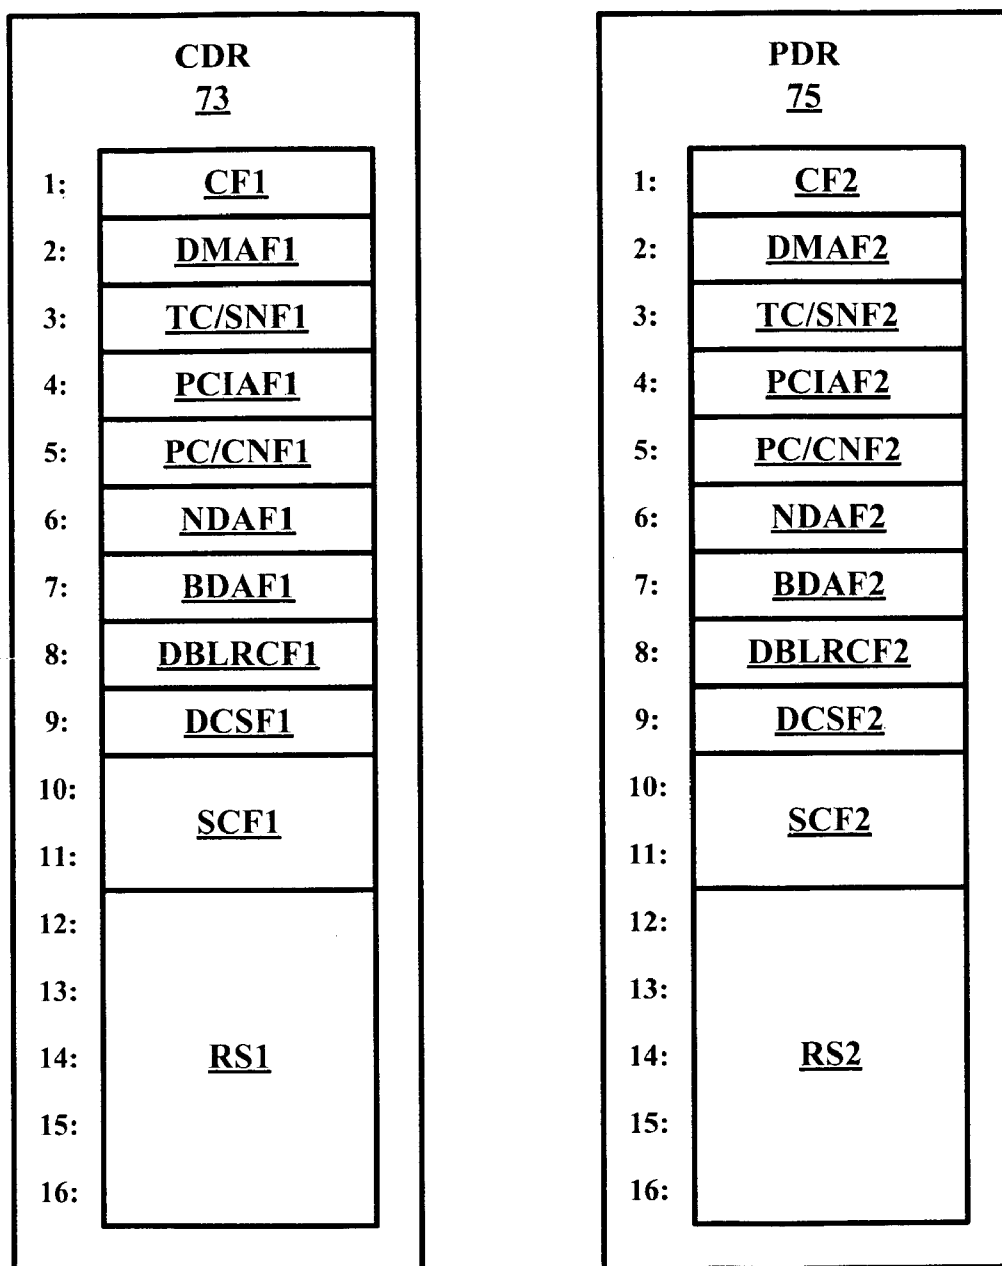 CDR
73
1: CF1
2: DMAF1
3: TC/SNF1
4: PCIAF1
5: PC/CNF1
6: NDAF1
7: BDAF1
8: DBLRCF1
9: DCSF1
10:
SCF1
11:
12:
13:
14: RS1
15:
16:
PDR
75
1: CF2
2: DMAF2
3: TC/SNF2
4: PCIAF2
5: PC/CNF2
6: NDAF2
7: BDAF2
8: DBLRCF2
9: DCSF2
10:
SCF2
11:
12:
13:
14: RS2
15:
16: